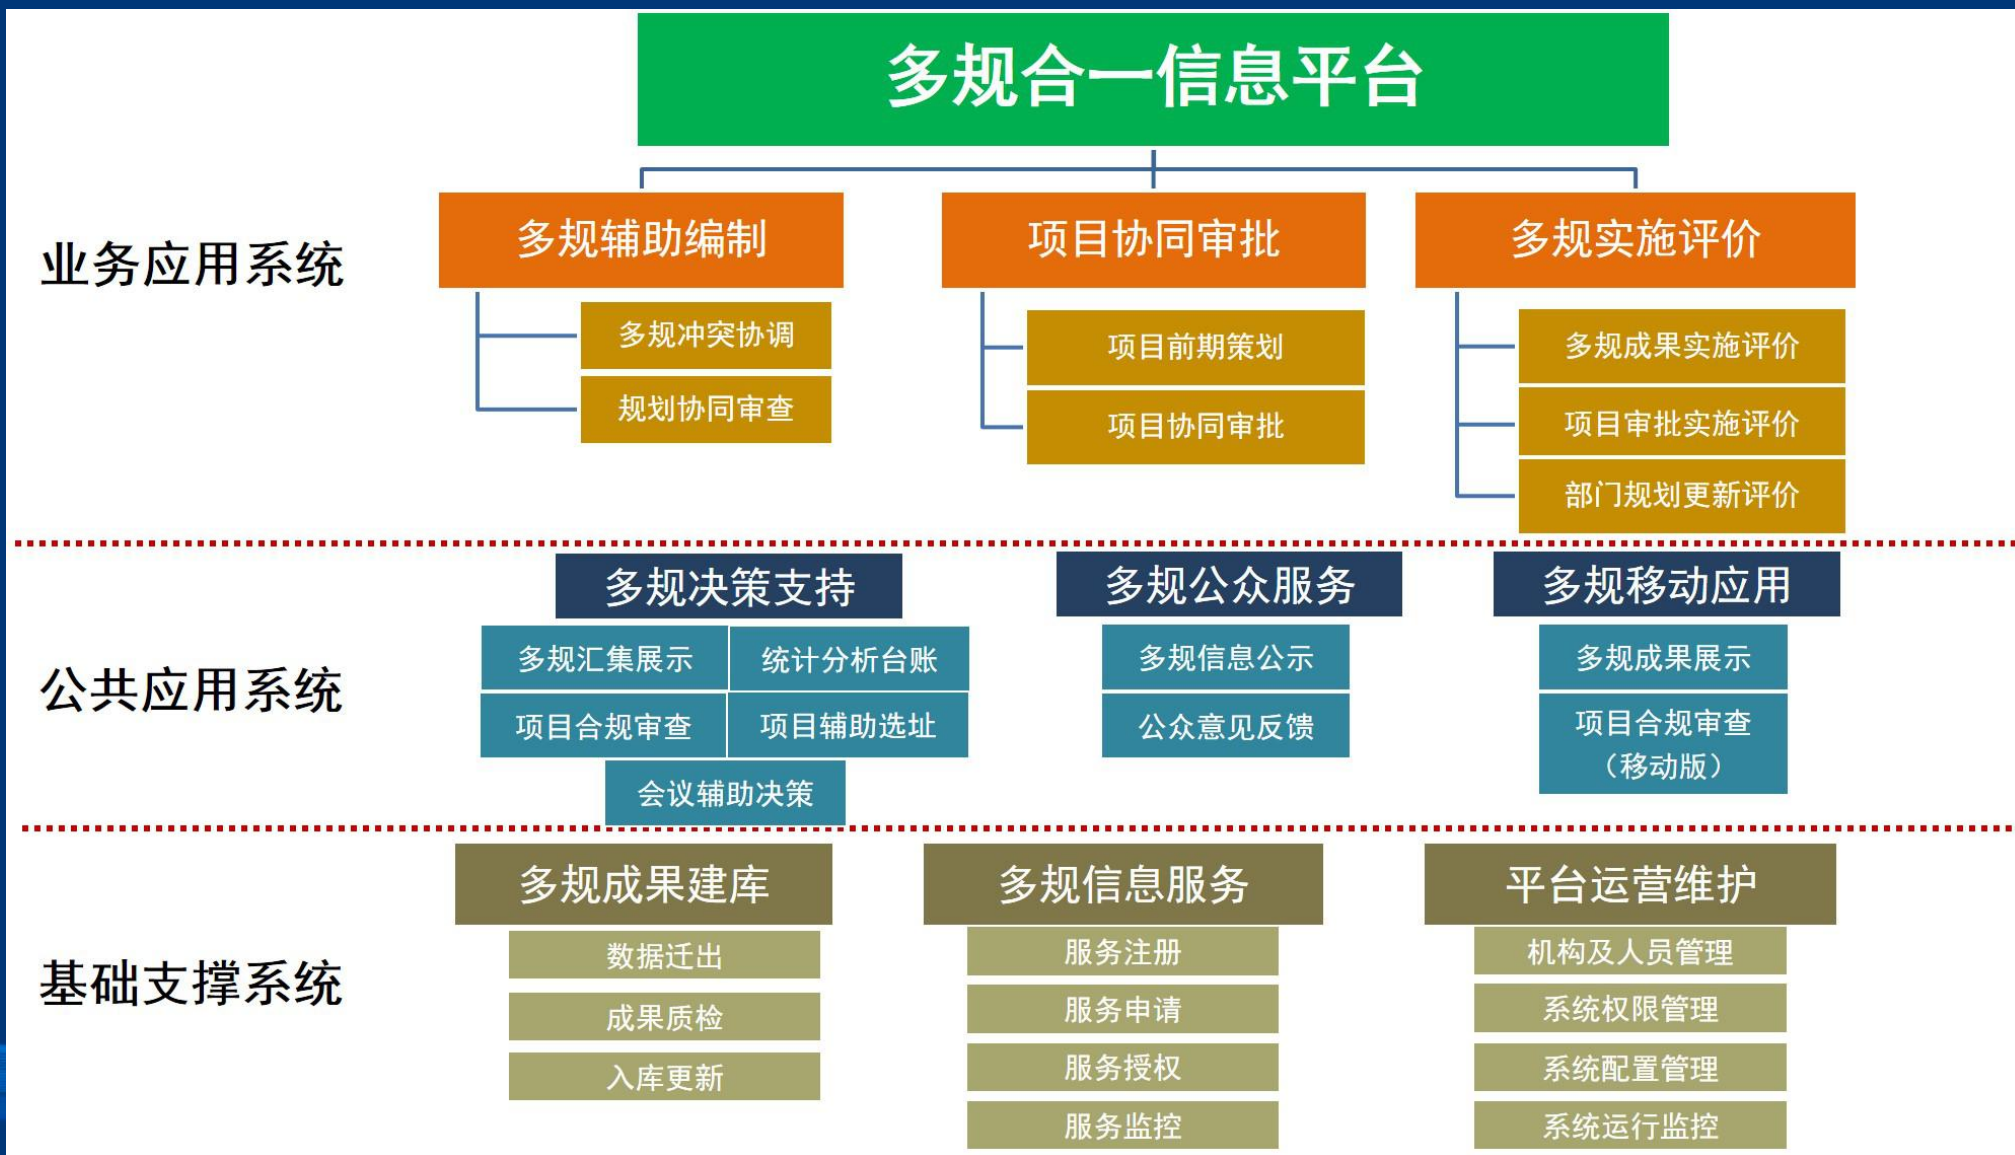 多规合一信息平台
业务应用系统
多规辅助编制
多规冲突协调
规划协同审查
项目协同审批
项目前期策划
项目协同审批
多规实施评价
多规成果实施评价
项目审批实施评价
部门规划更新评价
公共应用系统
多规决策支持
多规汇集展示
统计分析台账
项目合规审查
项目辅助选址
会议辅助决策
多规公众服务
多规信息公示
公众意见反馈
多规移动应用
多规成果展示
项目合规审查
（移动版）
基础支撑系统
多规成果建库
数据迁出
成果质检
入库更新
多规信息服务
服务注册
服务申请
服务授权
服务监控
平台运营维护
机构及人员管理
系统权限管理
系统配置管理
系统运行监控